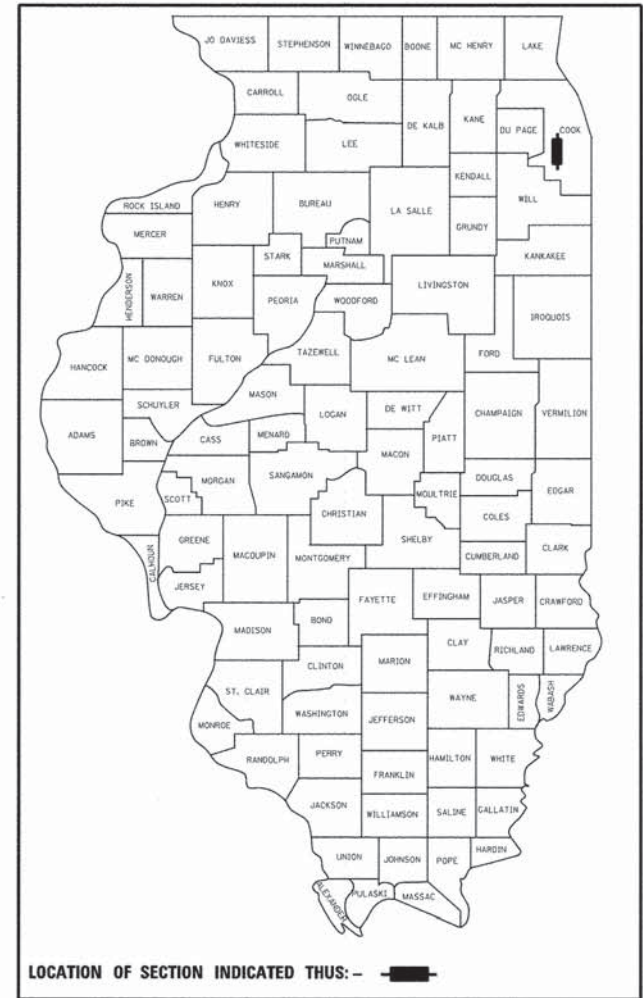 JO DAVIESS STEPHENSON WINNEBAGO BOONE MC HENRY LAKE
CARROLL OGLE DE KALB KANE DU PAGE COOK
WHITESIDE LEE KENDALL WILL
ROCK ISLAND HENRY BUREAU LA SALLE GRUNDY
MERCER STARK PUTNAM MARSHALL KANKAKEE
HENDERSON WARREN KNOX PEORIA WOODFORD LIVINGSTON IROQUOIS
HANCOCK MC DONOUGH FULTON TAZEWELL MC LEAN FORD
SCHUYLER MASON LOGAN DE WITT CHAMPAIGN VERMILION
ADAMS BROWN CASS MENARD MACON PIATT
PIKE SCOTT MORGAN SANGAMON CHRISTIAN MOULTRIE DOUGLAS EDGAR
COLES
CALHOUN GREENE MACOUPIN MONTGOMERY SHELBY CUMBERLAND CLARK
JERSEY FAYETTE EFFINGHAM JASPER CRAWFORD
MADISON BOND CLAY RICHLAND LAWRENCE
ST. CLAIR CLINTON MARION WAYNE EDWARDS WABASH
MONROE WASHINGTON JEFFERSON
RANDOLPH PERRY FRANKLIN HAMILTON WHITE
JACKSON WILLIAMSON SALINE GALLATIN
UNION JOHNSON POPE HARDIN
ALEXANDER PULASKI MASSAC
LOCATION OF SECTION INDICATED THUS: –